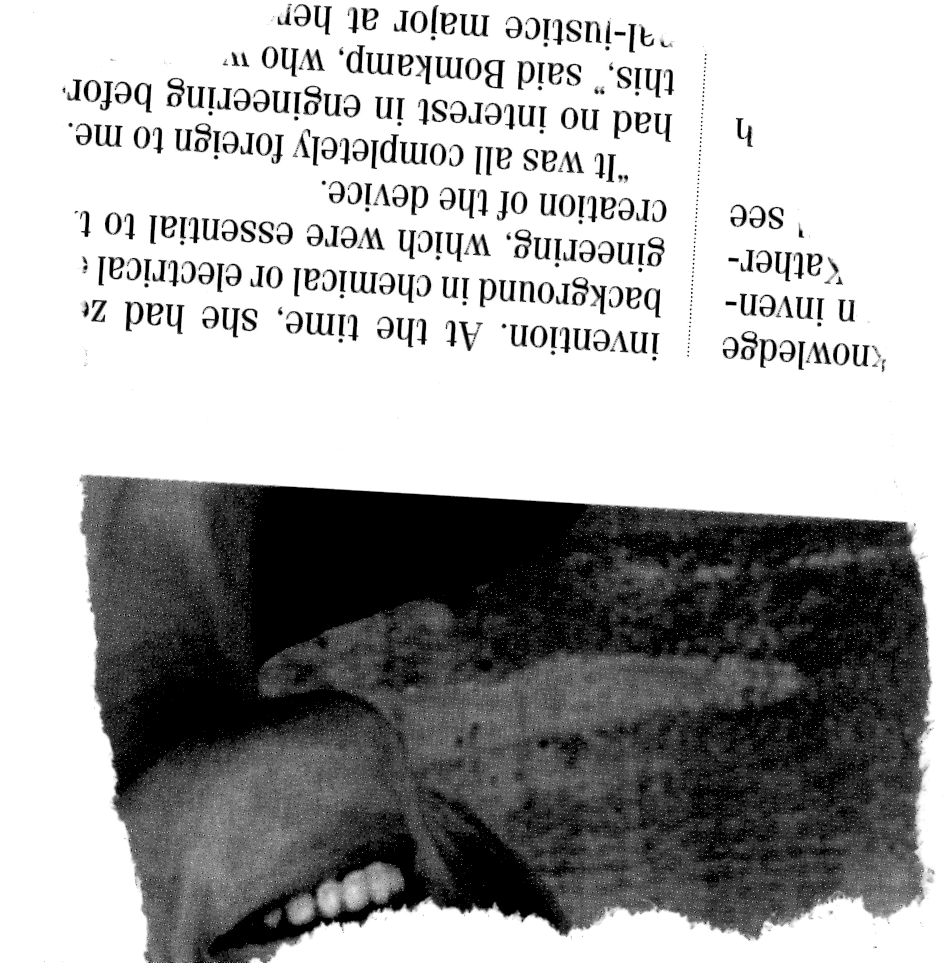 knowledge
n inven-
Kather-
see
h
invention. At the time, she had ze
background in chemical or electrical e
gineering, which were essential to t
creation of the device.
"It was all completely foreign to me.
had no interest in engineering befor
this," said Bomkamp, who w
al-justice major at her